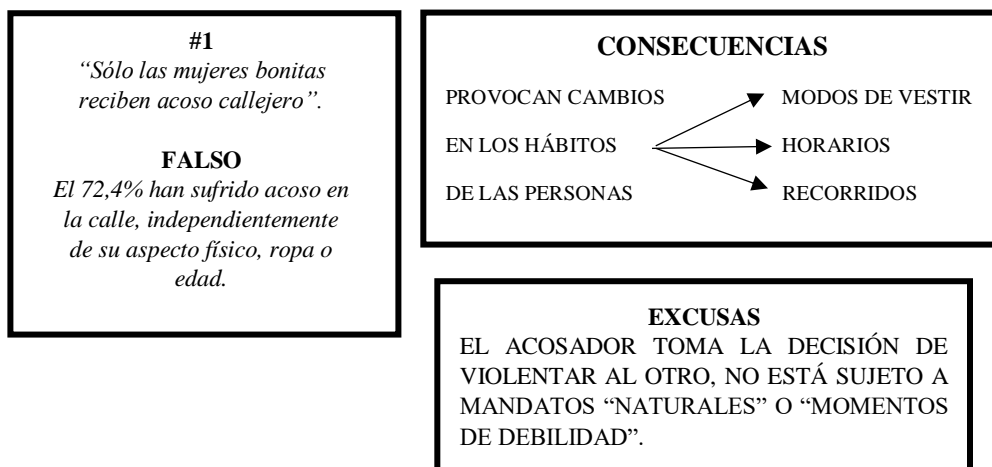 #1
“Sólo las mujeres bonitas
reciben acoso callejero”.
FALSO
El 72,4% han sufrido acoso en
la calle, independientemente
de su aspecto físico, ropa o
edad.
CONSECUENCIAS
PROVOCAN CAMBIOS
EN LOS HÁBITOS
DE LAS PERSONAS
MODOS DE VESTIR
HORARIOS
RECORRIDOS
EXCUSAS
EL ACOSADOR TOMA LA DECISIÓN DE
VIOLENTAR AL OTRO, NO ESTÁ SUJETO A
MANDATOS “NATURALES” O “MOMENTOS
DE DEBILIDAD”.